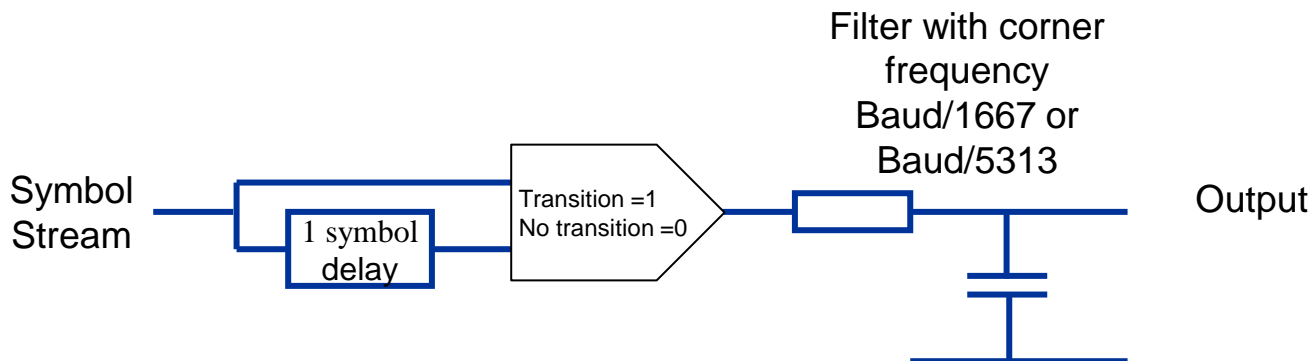 Filter with corner
frequency
Baud/1667 or
Baud/5313
Symbol
Stream
1 symbol
delay
Transition =1
No transition =0
Output